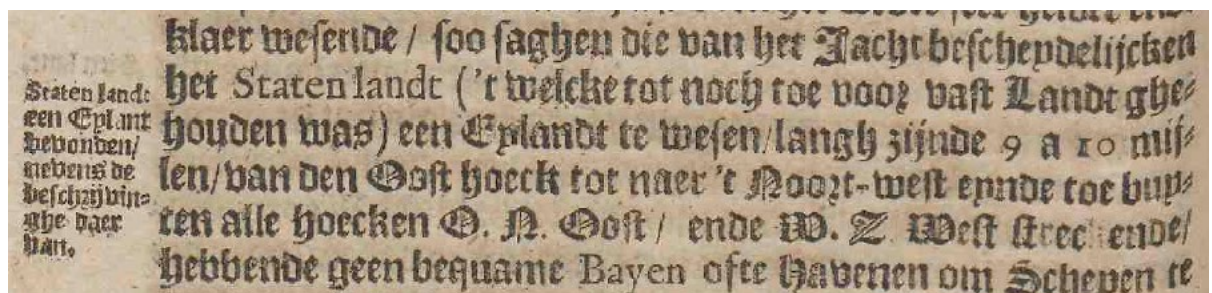 klaer wesende / soo saghen die van het Jacht bescheydelijcken
het Staten landt ('t welcke tot noch toe voor vast Landt ghe-
houden was) een Eylandt te wesen/langh zijnde 9 a 10 mij-
len/van den Oost hoeck tot naer 't Noort-west eynde toe buy-
ten alle hoecken O. N. Oost / ende W. Z West streckende/
hebbende geen bequame Bayen ofte Havenen om Schepen te
Staten landt
een Eylant
bevonden/
nevens de
beschrijvin-
ghe daer
van.